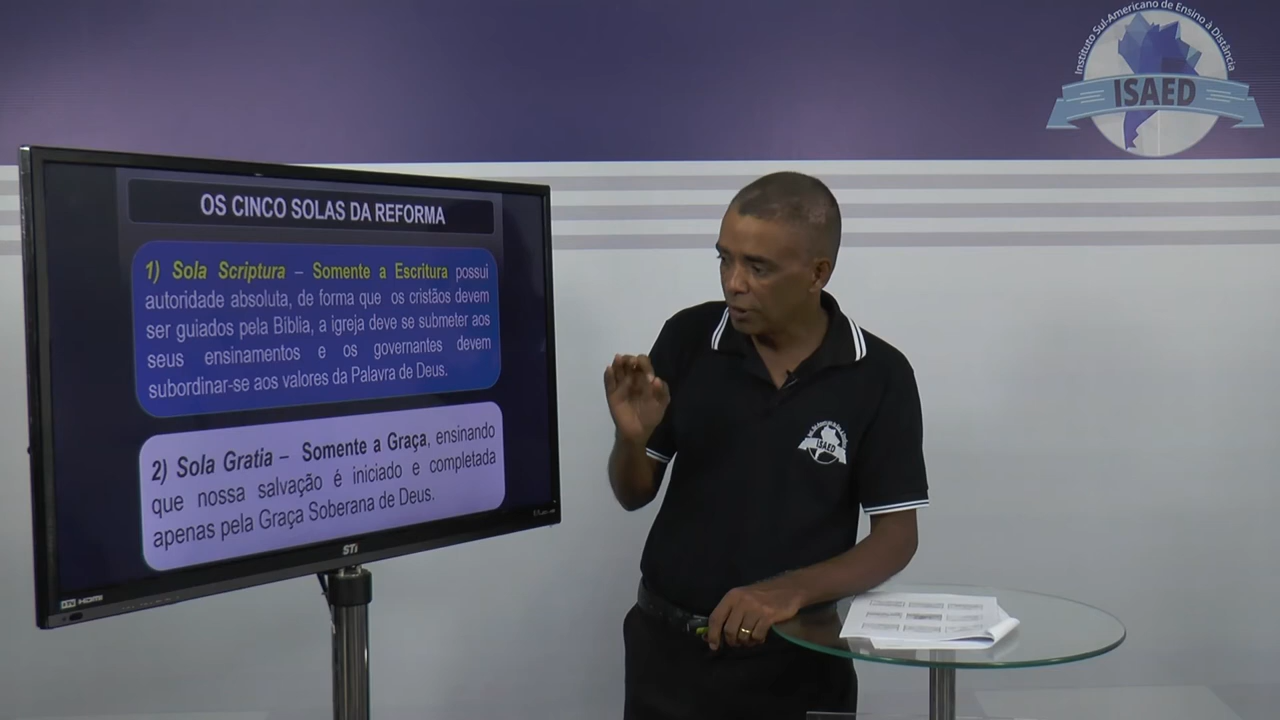 Instituto Sul-Americano de Ensino à Distância
ISAED
OS CINCO SOLAS DA REFORMA
1) Sola Scriptura – Somente a Escritura possui
autoridade absoluta, de forma que os cristãos devem
ser guiados pela Bíblia, a igreja deve se submeter aos
seus ensinamentos e os governantes devem
subordinar-se aos valores da Palavra de Deus.
2) Sola Gratia – Somente a Graça, ensinando
que nossa salvação é iniciado e completada
apenas pela Graça Soberana de Deus.
STi
HDMI
ISAED